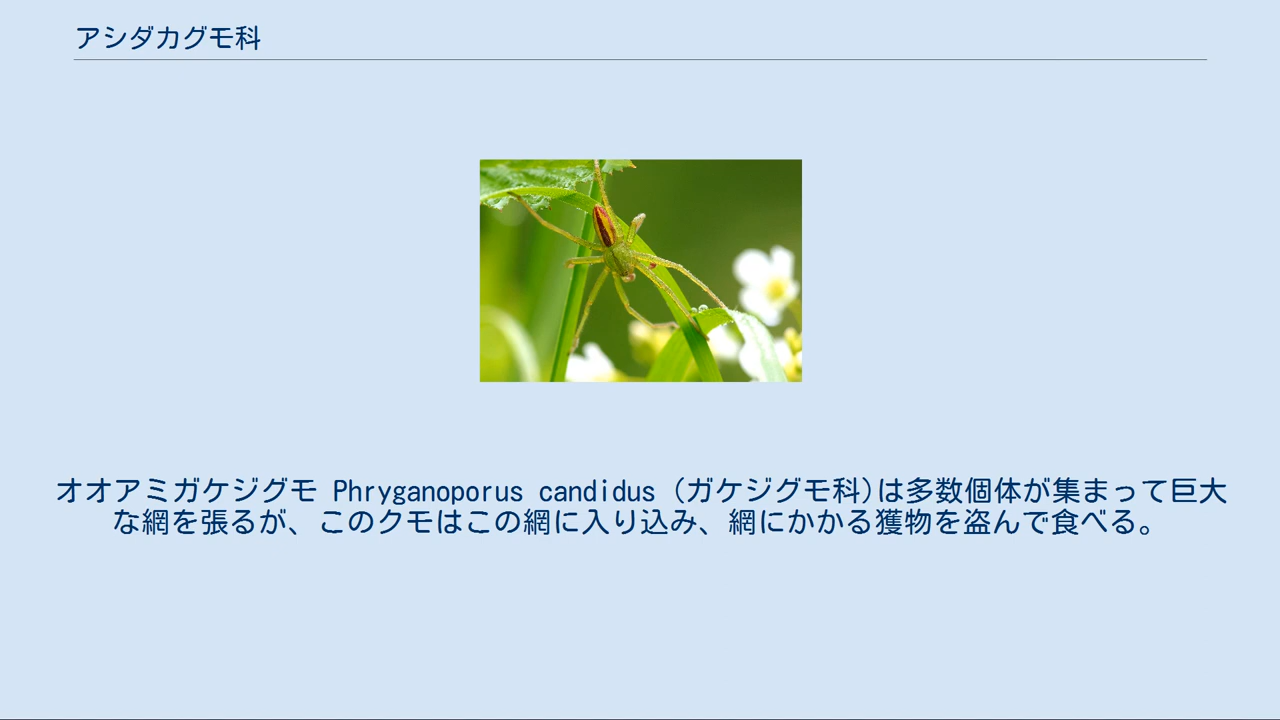 アシダカグモ科
オオアミガケジグモ Phryganoporus candidus (ガケジグモ科)は多数個体が集まって巨大
な網を張るが、このクモはこの網に入り込み、網にかかる獲物を盗んで食べる。